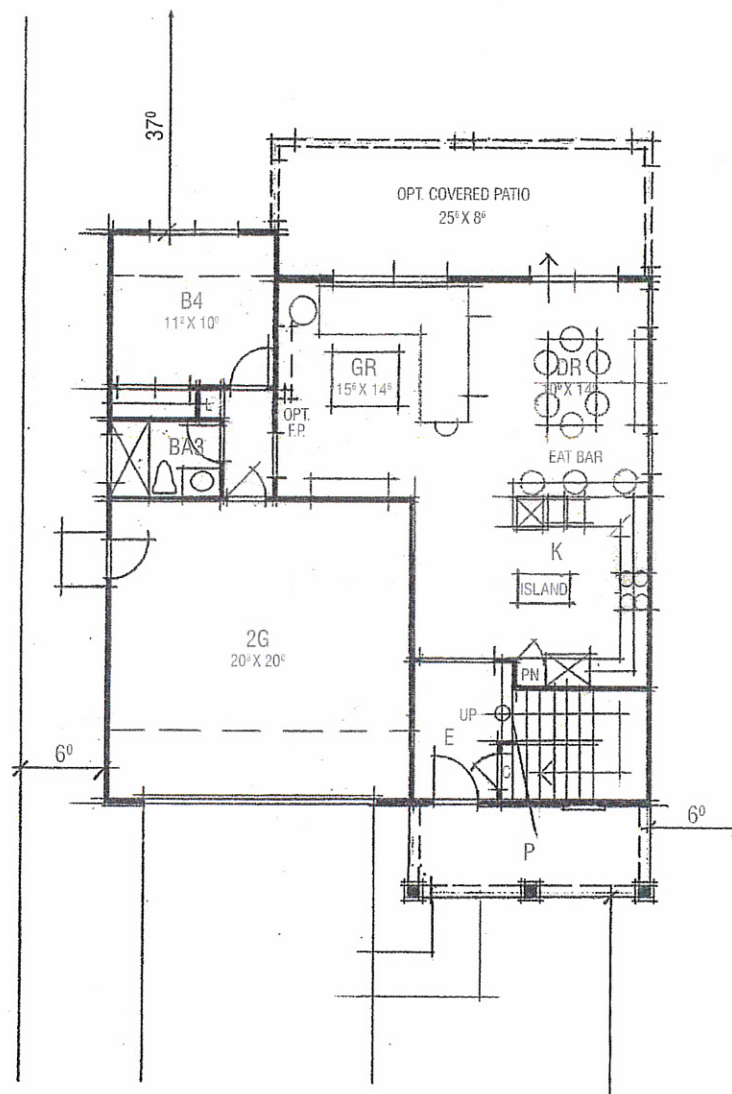 37⁰
OPT. COVERED PATIO
25⁶ X 8⁶
B4
11² X 10⁰
GR
15⁶ X 14⁶
DR
OPT.
F.P.
L
BA3
EAT BAR
K
ISLAND
2G
20³ X 20⁰
PN
UP
E
C
6⁰
6⁰
P